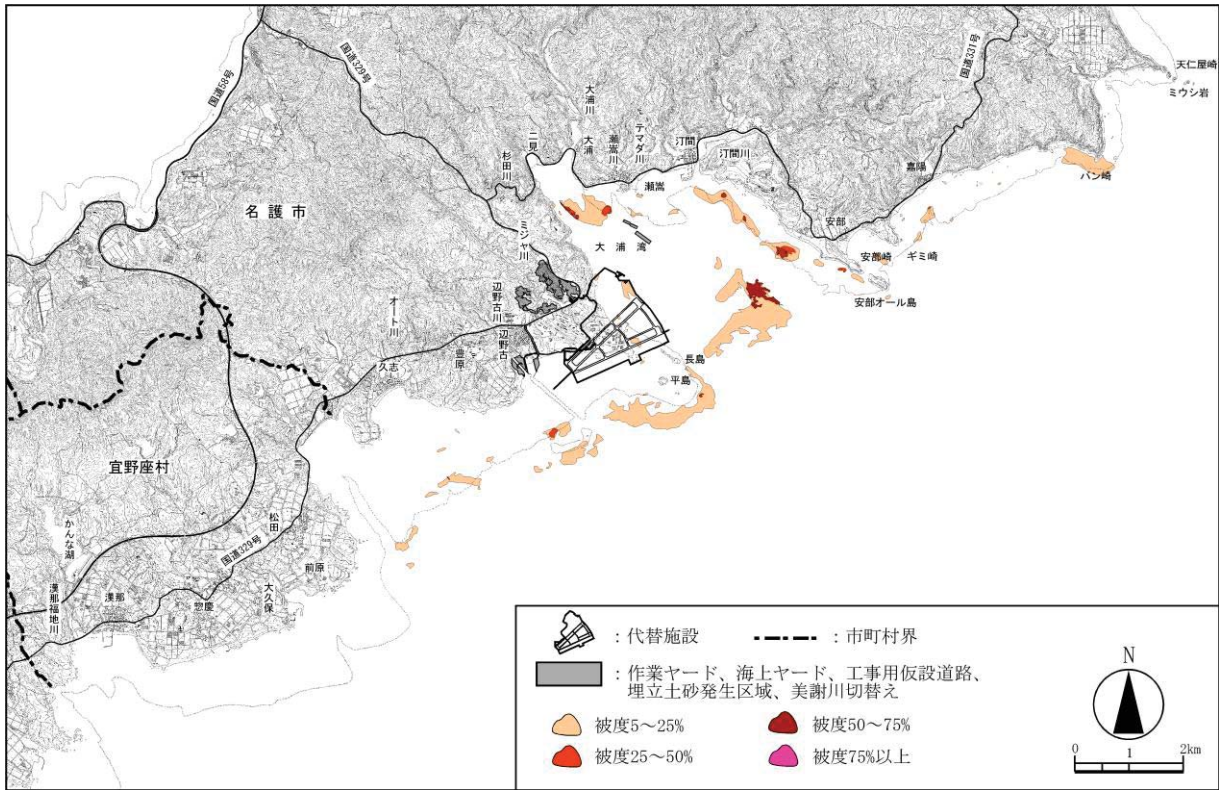 国道58号
国道329号
国道331号
天仁屋崎
ミウシ岩
バン崎
嘉陽
ギミ崎
安部
安部崎
安部オール島
汀間川
汀間
テマダ川
瀬嵩川
瀬嵩
大浦川
大浦
二見
杉田川
大浦湾
ミジャ川
名護市
辺野古川
辺野古
オート川
豊原
久志
長島
平島
宜野座村
かんな湖
松田
国道329号
前原
大久保
惣慶
漢那
漢那福地川
：代替施設
：市町村界
：作業ヤード、海上ヤード、工事用仮設道路、
埋立土砂発生区域、美謝川切替え
被度5～25%
被度50～75%
被度25～50%
被度75%以上
N
0 1 2km